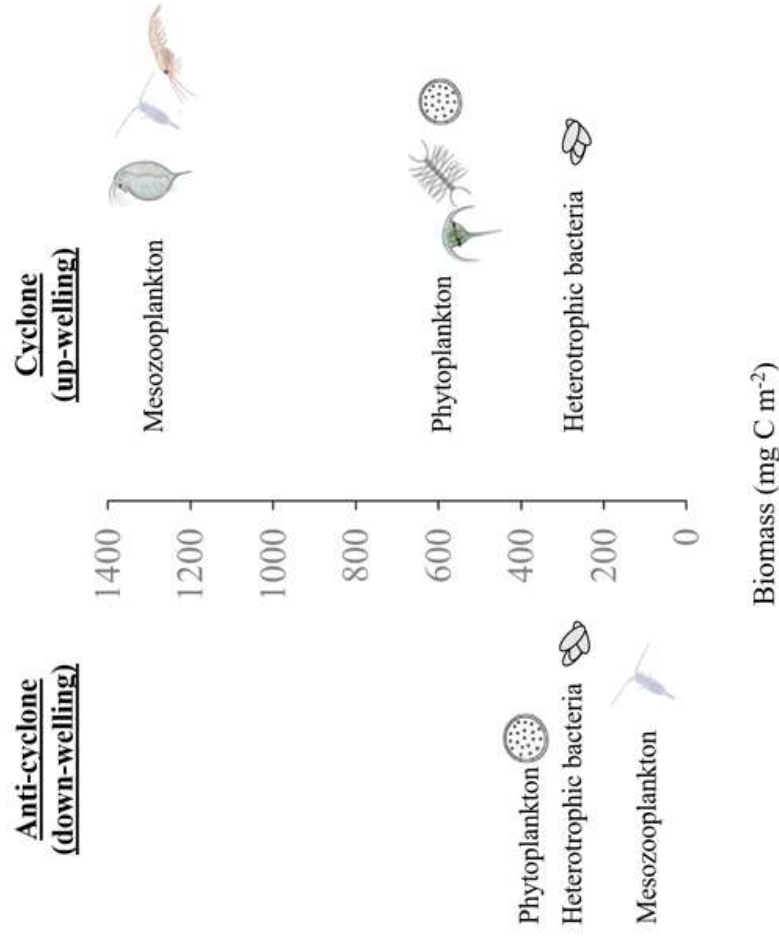 Anti-cyclone
(down-welling)
Cyclone
(up-welling)
1400
1200
1000
800
600
400
200
0
Phytoplankton
Heterotrophic bacteria
Mesozooplankton
Mesozooplankton
Phytoplankton
Heterotrophic bacteria
Biomass (mg C m⁻²)